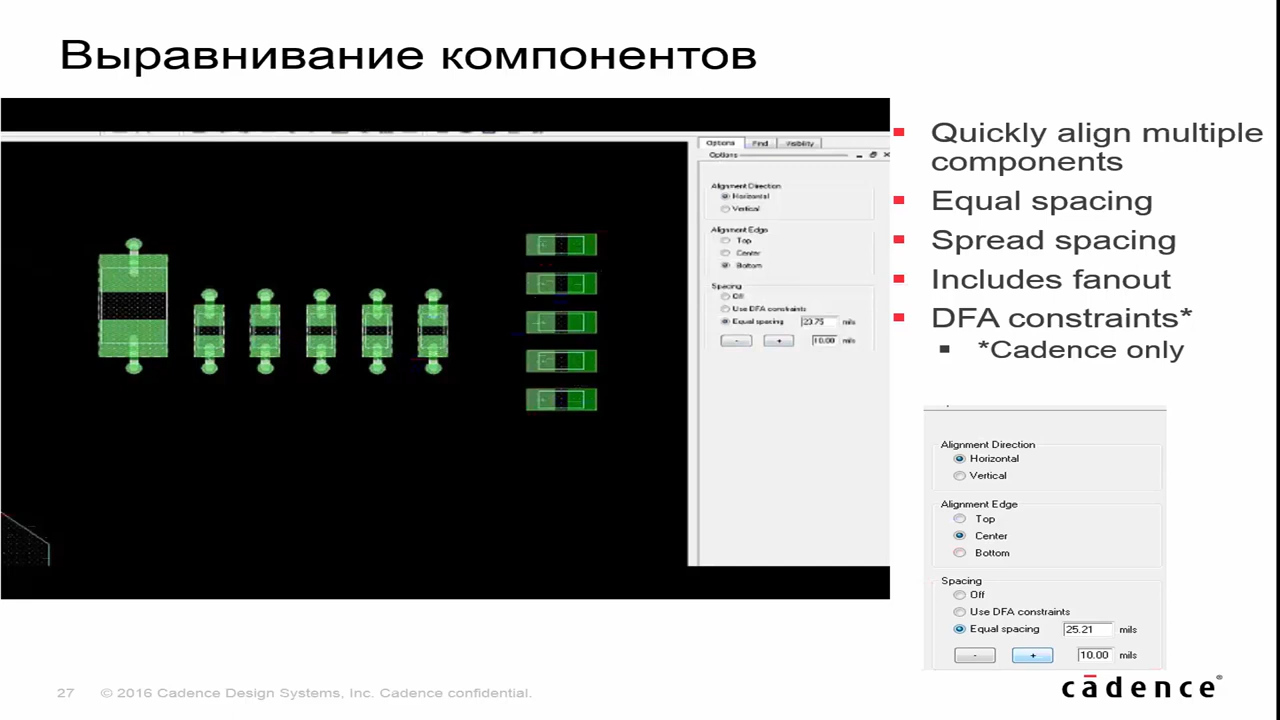 Выравнивание компонентов
Options Find Visibility
Options
Alignment Direction
Horizontal
Vertical
Alignment Edge
Top
Center
Bottom
Spacing
Off
Use DFA constraints
Equal spacing 23.75 mils
- + 10.00 mils
Quickly align multiple
components
Equal spacing
Spread spacing
Includes fanout
DFA constraints*
*Cadence only
Alignment Direction
Horizontal
Vertical
Alignment Edge
Top
Center
Bottom
Spacing
Off
Use DFA constraints
Equal spacing 25.21 mils
- + 10.00 mils
27 © 2016 Cadence Design Systems, Inc. Cadence confidential.
cādence®